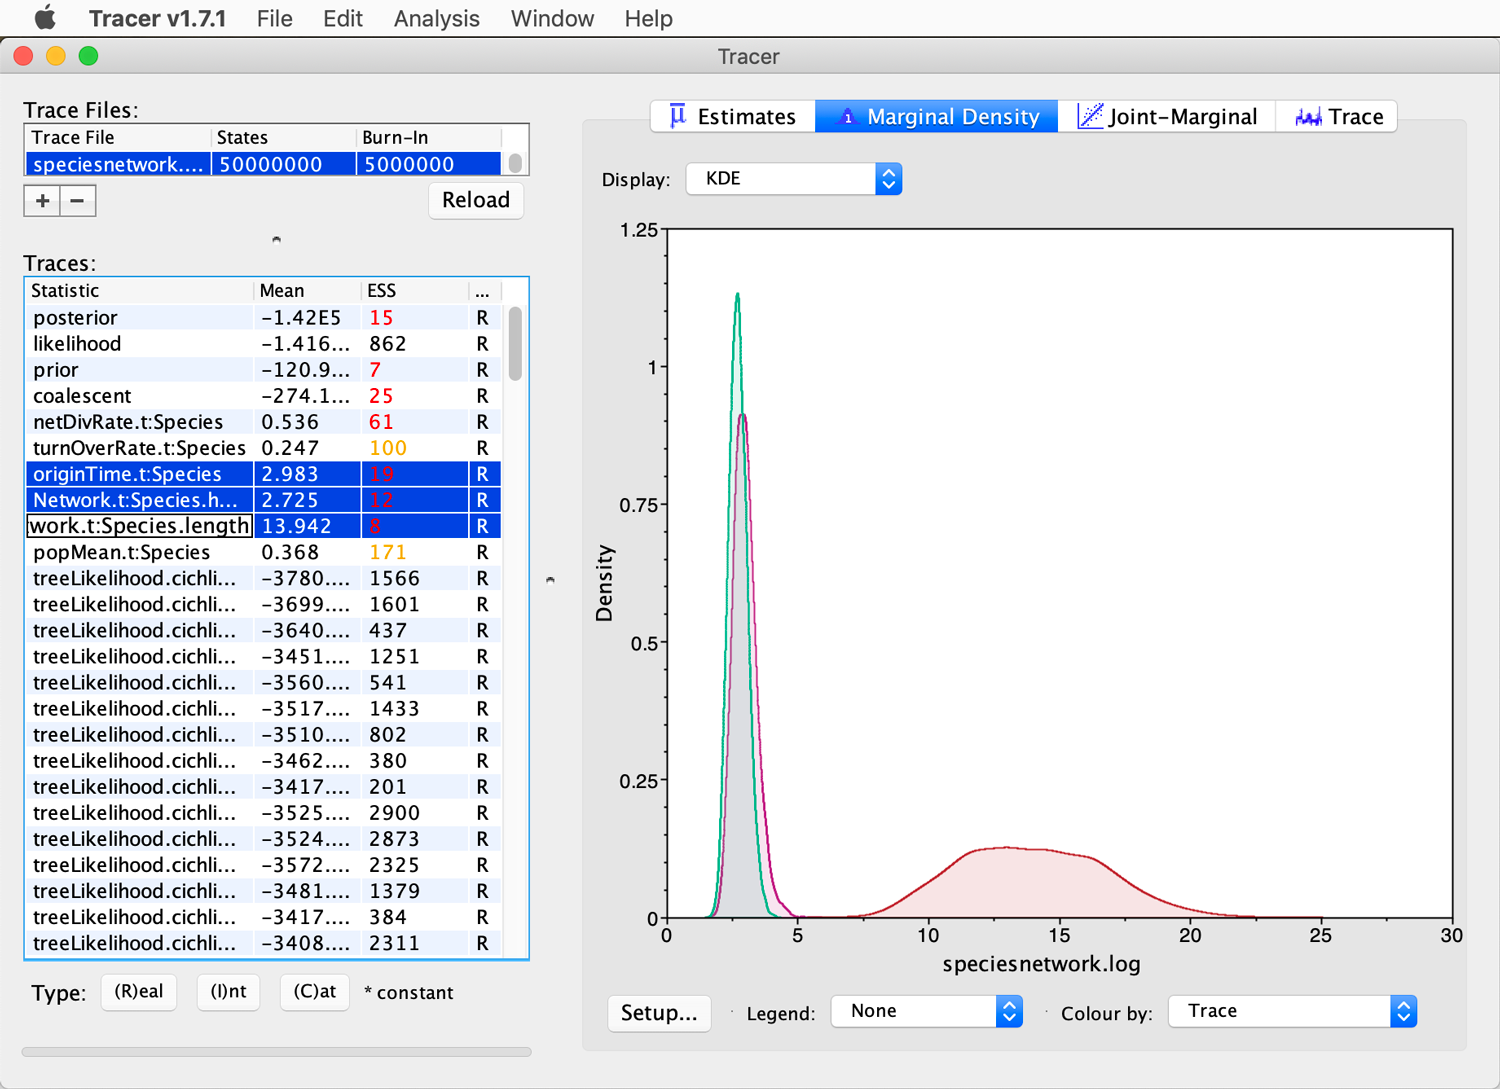 Tracer v1.7.1 File Edit Analysis Window Help
Tracer
Trace Files:
Trace File States Burn-In
speciesnetwork.... 50000000 5000000
+ −
Reload
Traces:
Statistic Mean ESS ...
posterior −1.42E5 15 R
likelihood −1.416... 862 R
prior −120.9... 7 R
coalescent −274.1... 25 R
netDivRate.t:Species 0.536 61 R
turnOverRate.t:Species 0.247 100 R
originTime.t:Species 2.983 19 R
Network.t:Species.h... 2.725 12 R
work.t:Species.length 13.942 8 R
popMean.t:Species 0.368 171 R
treeLikelihood.cichli... −3780.... 1566 R
treeLikelihood.cichli... −3699.... 1601 R
treeLikelihood.cichli... −3640.... 437 R
treeLikelihood.cichli... −3451.... 1251 R
treeLikelihood.cichli... −3560.... 541 R
treeLikelihood.cichli... −3517.... 1433 R
treeLikelihood.cichli... −3510.... 802 R
treeLikelihood.cichli... −3462.... 380 R
treeLikelihood.cichli... −3417.... 201 R
treeLikelihood.cichli... −3525.... 2900 R
treeLikelihood.cichli... −3524.... 2873 R
treeLikelihood.cichli... −3572.... 2325 R
treeLikelihood.cichli... −3481.... 1379 R
treeLikelihood.cichli... −3417.... 384 R
treeLikelihood.cichli... −3408.... 2311 R
Type: (R)eal (I)nt (C)at * constant
Estimates Marginal Density Joint-Marginal Trace
Display: KDE
1.25
1
0.75
0.5
0.25
0
Density
0 5 10 15 20 25 30
speciesnetwork.log
Setup... Legend: None Colour by: Trace